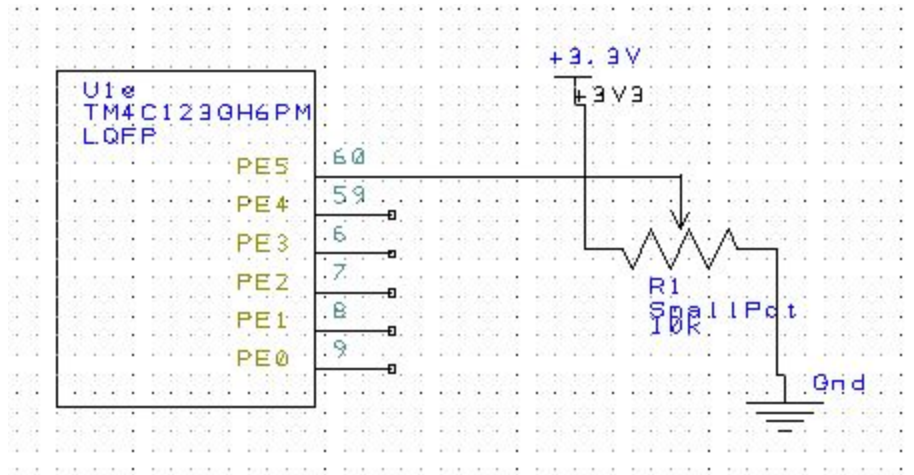 +3.3V
+3V3
U1e
TM4C123GH6PM
LQFP
PE5 60
PE4 59
PE3 6
PE2 7
PE1 8
PE0 9
R1
SmallPot
10k
Gnd